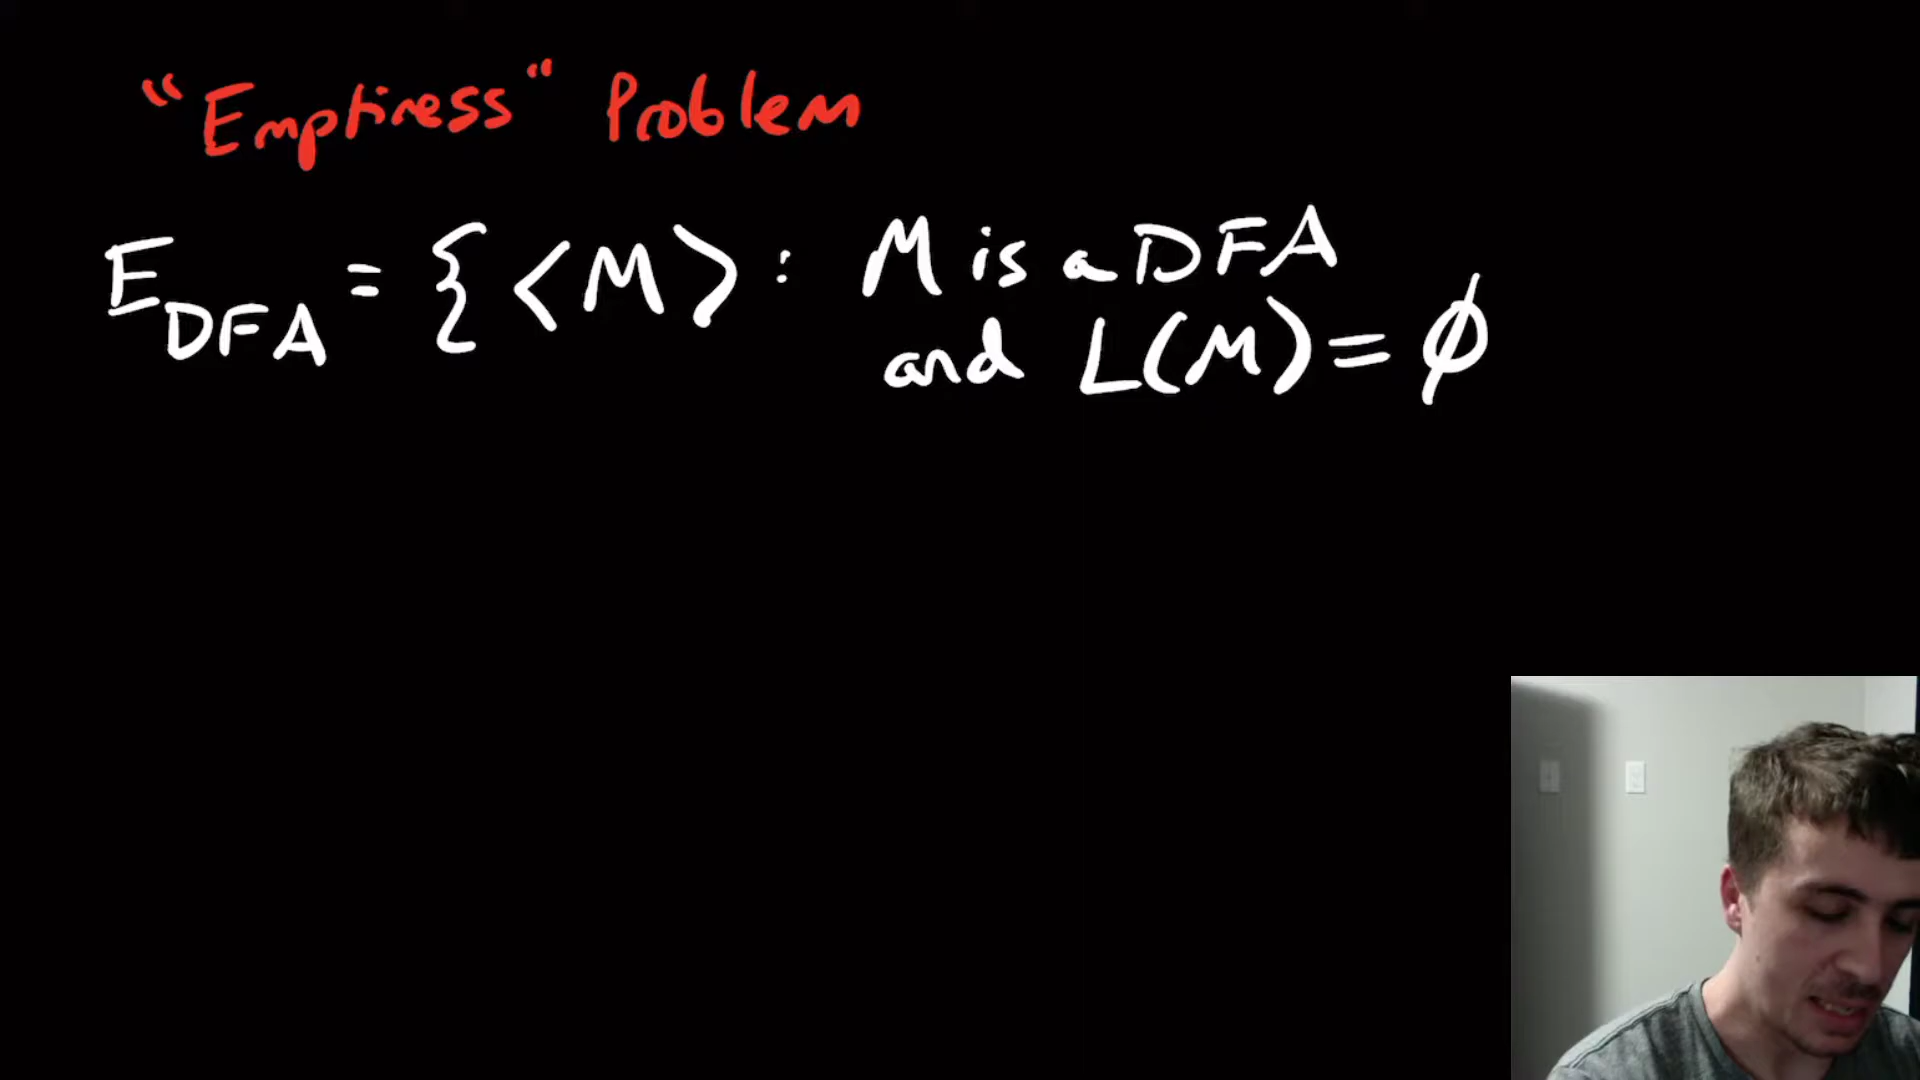 "Emptiness" Problem
E_DFA = {<M> : M is a DFA
and L(M) = ∅